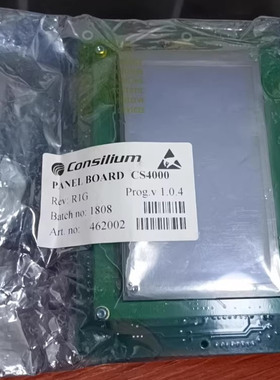 Consilium
PANEL BOARD CS4000
Rev. R1G Prog.v 1.0.4
Batch no: 1808
Art. no: 462002